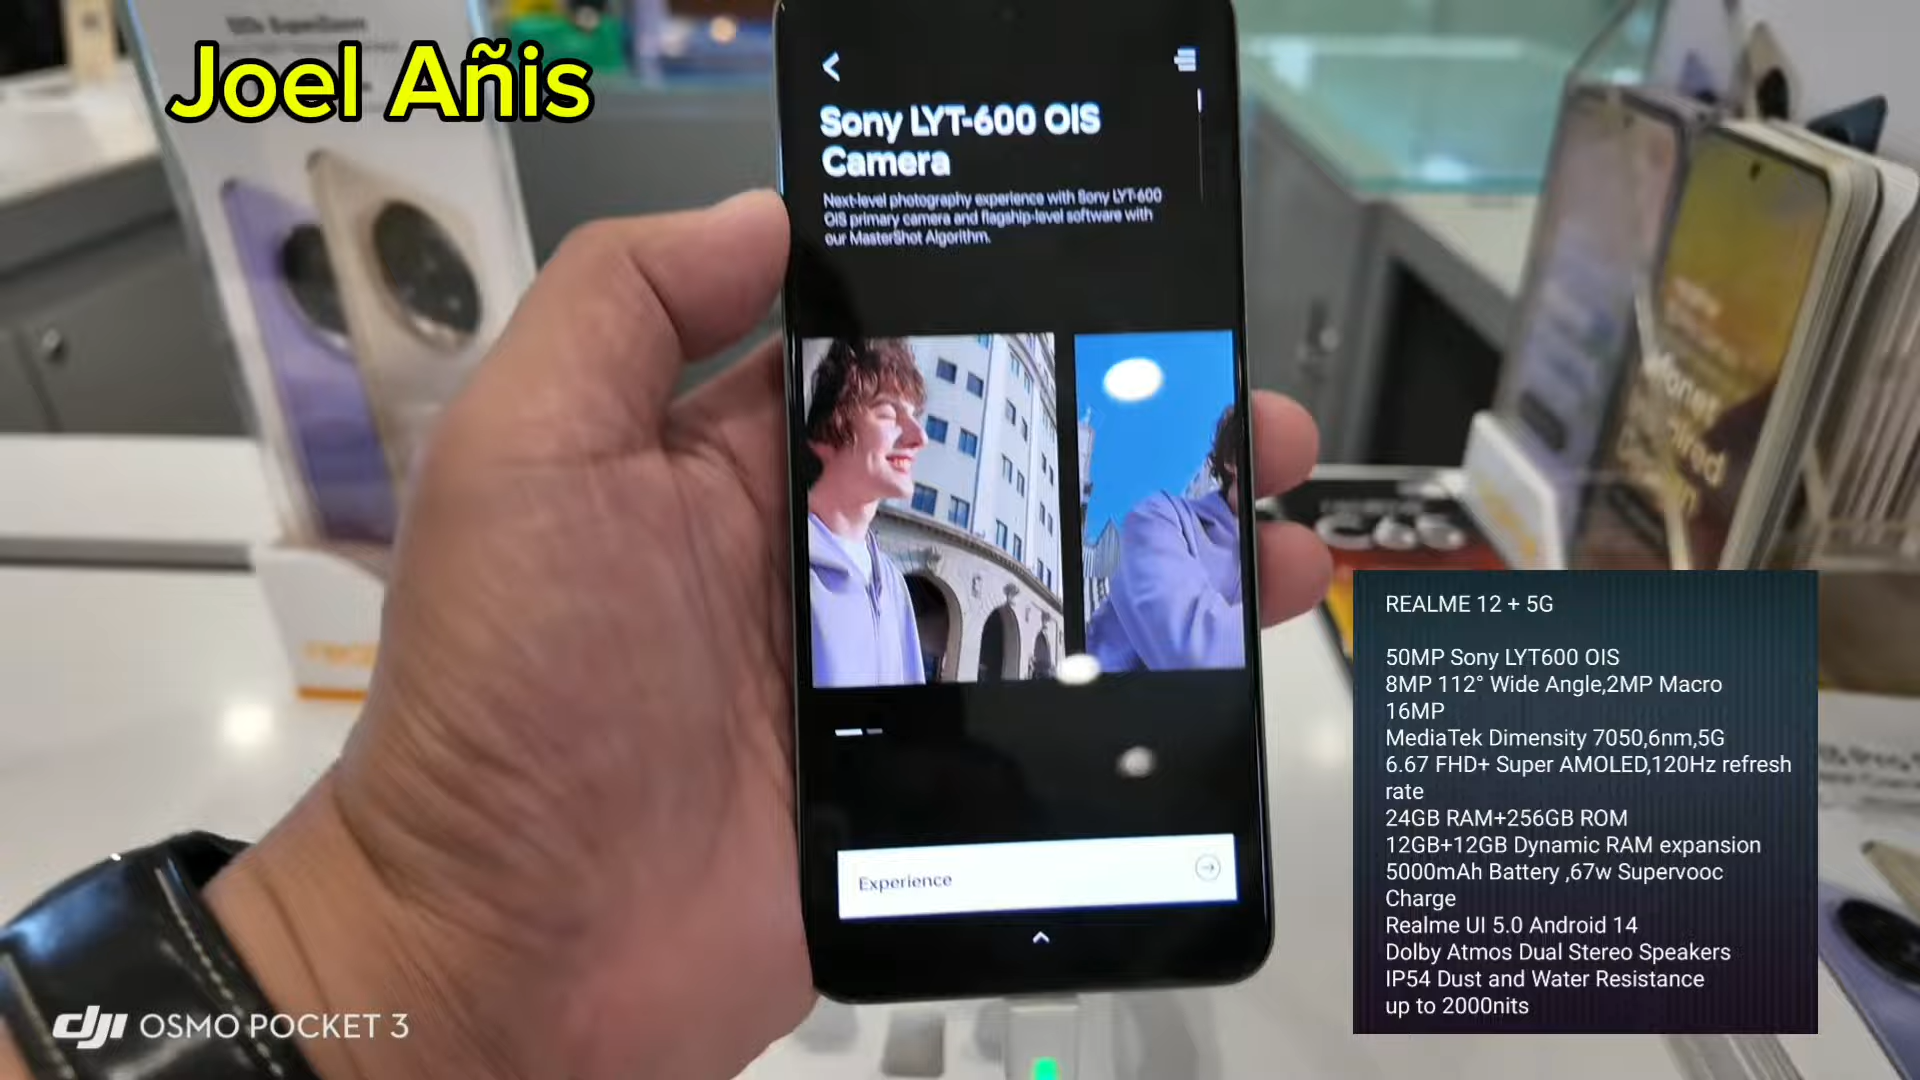 Joel Añis
Sony LYT-600 OIS
Camera
Next-level photography experience with Sony LYT-600
OIS primary camera and flagship-level software with
our MasterShot Algorithm.
Experience
REALME 12 + 5G
50MP Sony LYT600 OIS
8MP 112° Wide Angle,2MP Macro
16MP
MediaTek Dimensity 7050,6nm,5G
6.67 FHD+ Super AMOLED,120Hz refresh
rate
24GB RAM+256GB ROM
12GB+12GB Dynamic RAM expansion
5000mAh Battery ,67w Supervooc
Charge
Realme UI 5.0 Android 14
Dolby Atmos Dual Stereo Speakers
IP54 Dust and Water Resistance
up to 2000nits
dji OSMO POCKET 3